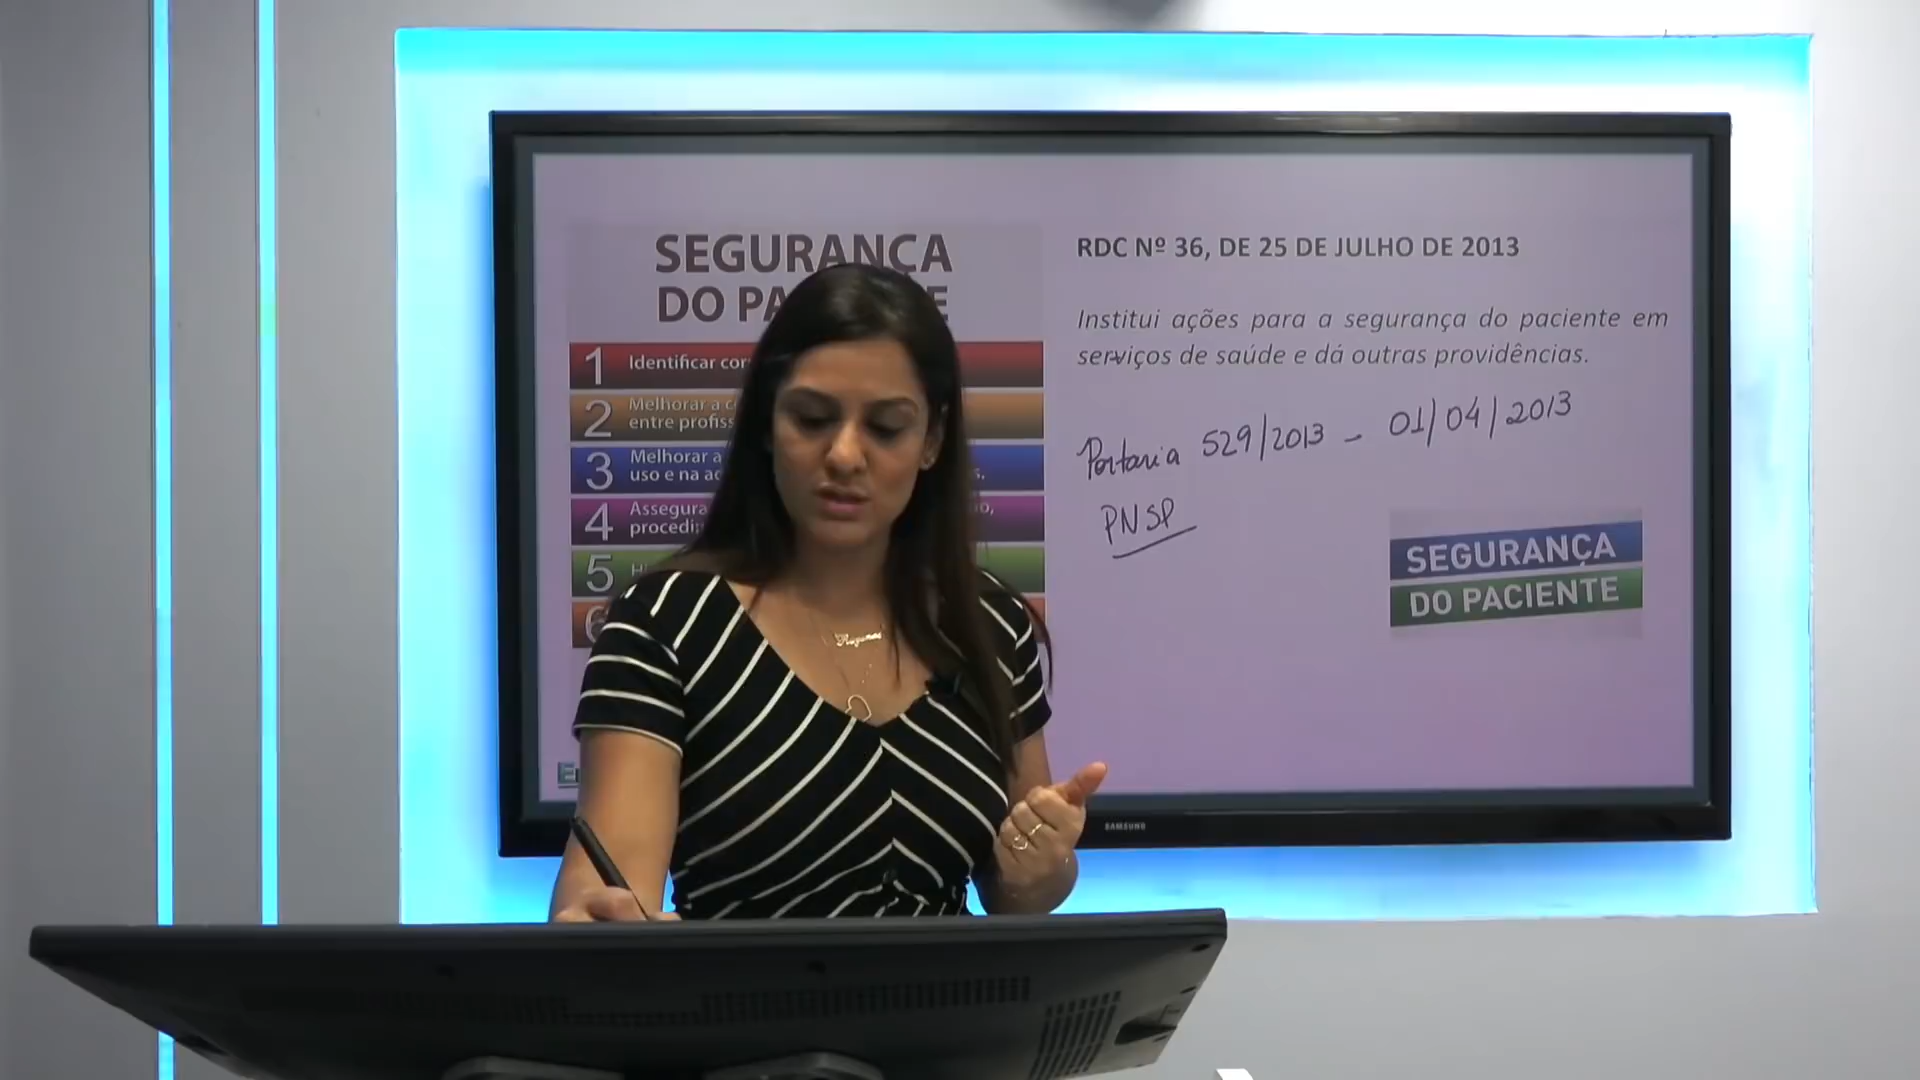 SEGURANÇA
DO PA E
1 Identificar cor
2 Melhorar a c
entre profiss
3 Melhorar a
uso e na ad s.
4 Assegura o,
procedi
5 H
6
RDC Nº 36, DE 25 DE JULHO DE 2013
Institui ações para a segurança do paciente em
serviços de saúde e dá outras providências.
Portaria 529/2013 - 01/04/2013
PNSP
SEGURANÇA
DO PACIENTE
SAMSUNG